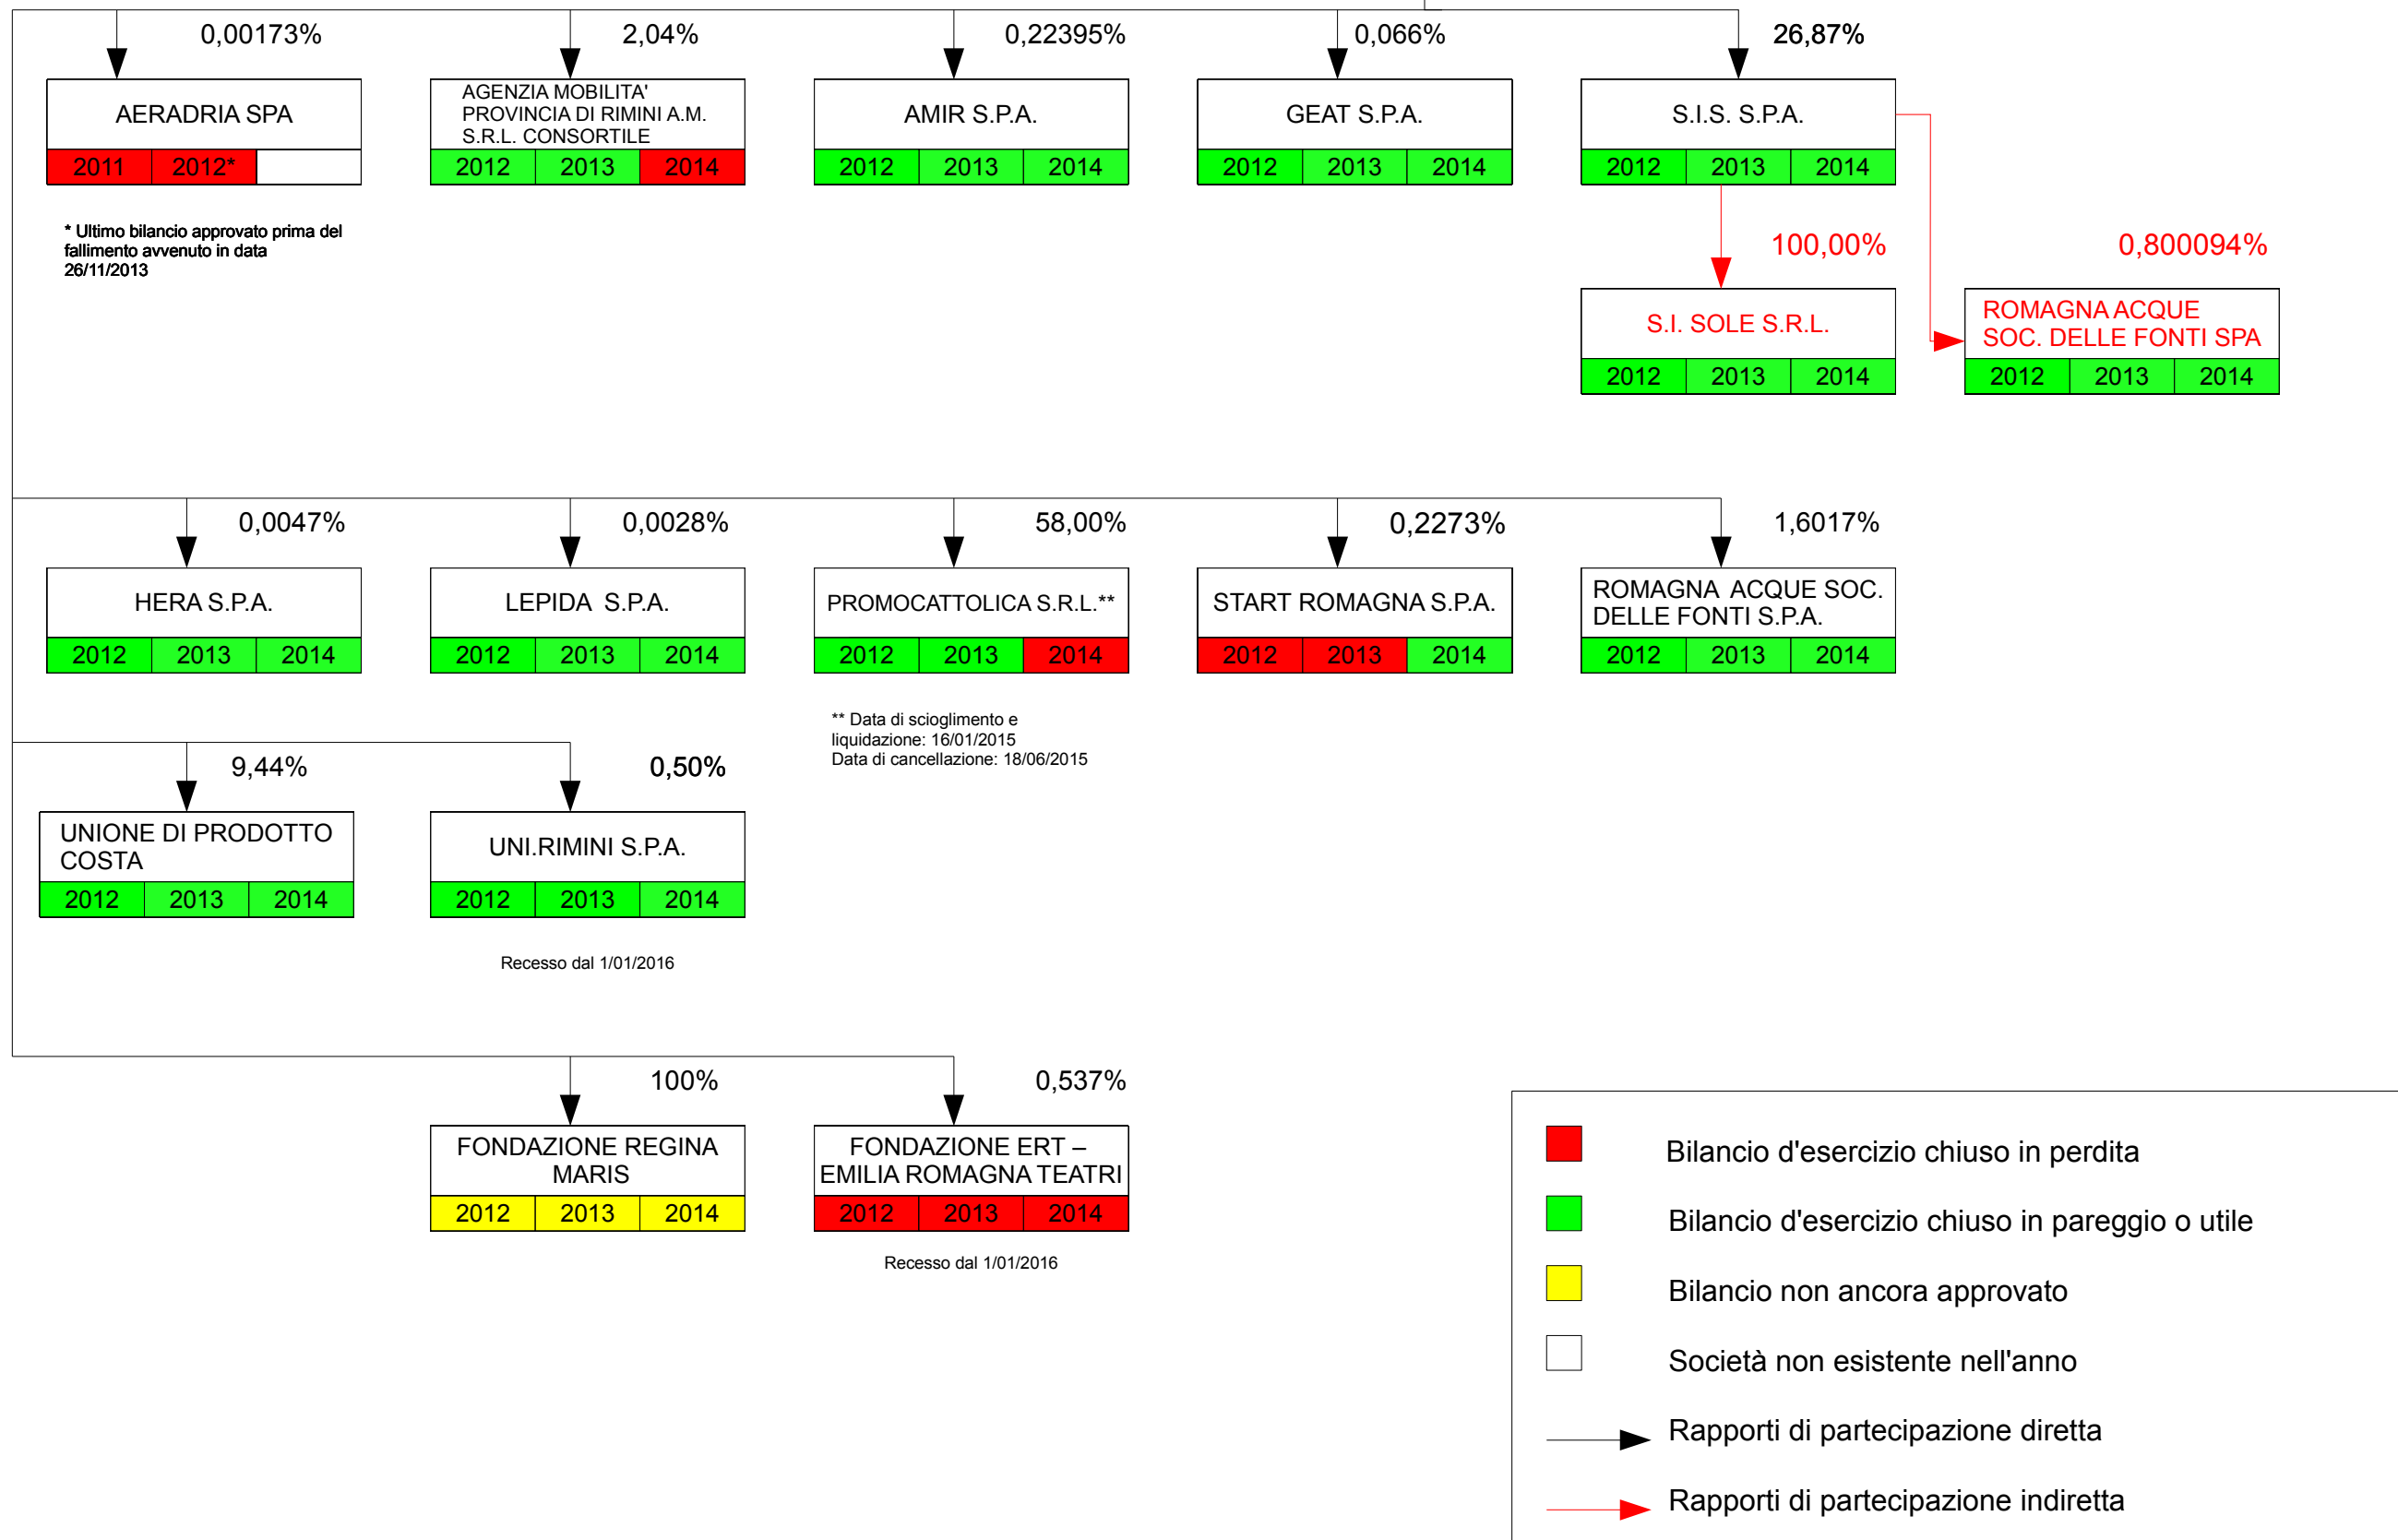 0,00173%
2,04%
0,22395%
0,066%
26,87%
AERADRIA SPA
2011 2012*
* Ultimo bilancio approvato prima del
fallimento avvenuto in data
26/11/2013
AGENZIA MOBILITA'
PROVINCIA DI RIMINI A.M.
S.R.L. CONSORTILE
2012 2013 2014
AMIR S.P.A.
2012 2013 2014
GEAT S.P.A.
2012 2013 2014
S.I.S. S.P.A.
2012 2013 2014
100,00%
0,800094%
S.I. SOLE S.R.L.
2012 2013 2014
ROMAGNA ACQUE
SOC. DELLE FONTI SPA
2012 2013 2014
0,0047%
0,0028%
58,00%
0,2273%
1,6017%
HERA S.P.A.
2012 2013 2014
LEPIDA S.P.A.
2012 2013 2014
PROMOCATTOLICA S.R.L.**
2012 2013 2014
** Data di scioglimento e
liquidazione: 16/01/2015
Data di cancellazione: 18/06/2015
START ROMAGNA S.P.A.
2012 2013 2014
ROMAGNA ACQUE SOC.
DELLE FONTI S.P.A.
2012 2013 2014
9,44%
0,50%
UNIONE DI PRODOTTO
COSTA
2012 2013 2014
UNI.RIMINI S.P.A.
2012 2013 2014
Recesso dal 1/01/2016
100%
0,537%
FONDAZIONE REGINA
MARIS
2012 2013 2014
FONDAZIONE ERT –
EMILIA ROMAGNA TEATRI
2012 2013 2014
Recesso dal 1/01/2016
Bilancio d'esercizio chiuso in perdita
Bilancio d'esercizio chiuso in pareggio o utile
Bilancio non ancora approvato
Società non esistente nell'anno
Rapporti di partecipazione diretta
Rapporti di partecipazione indiretta